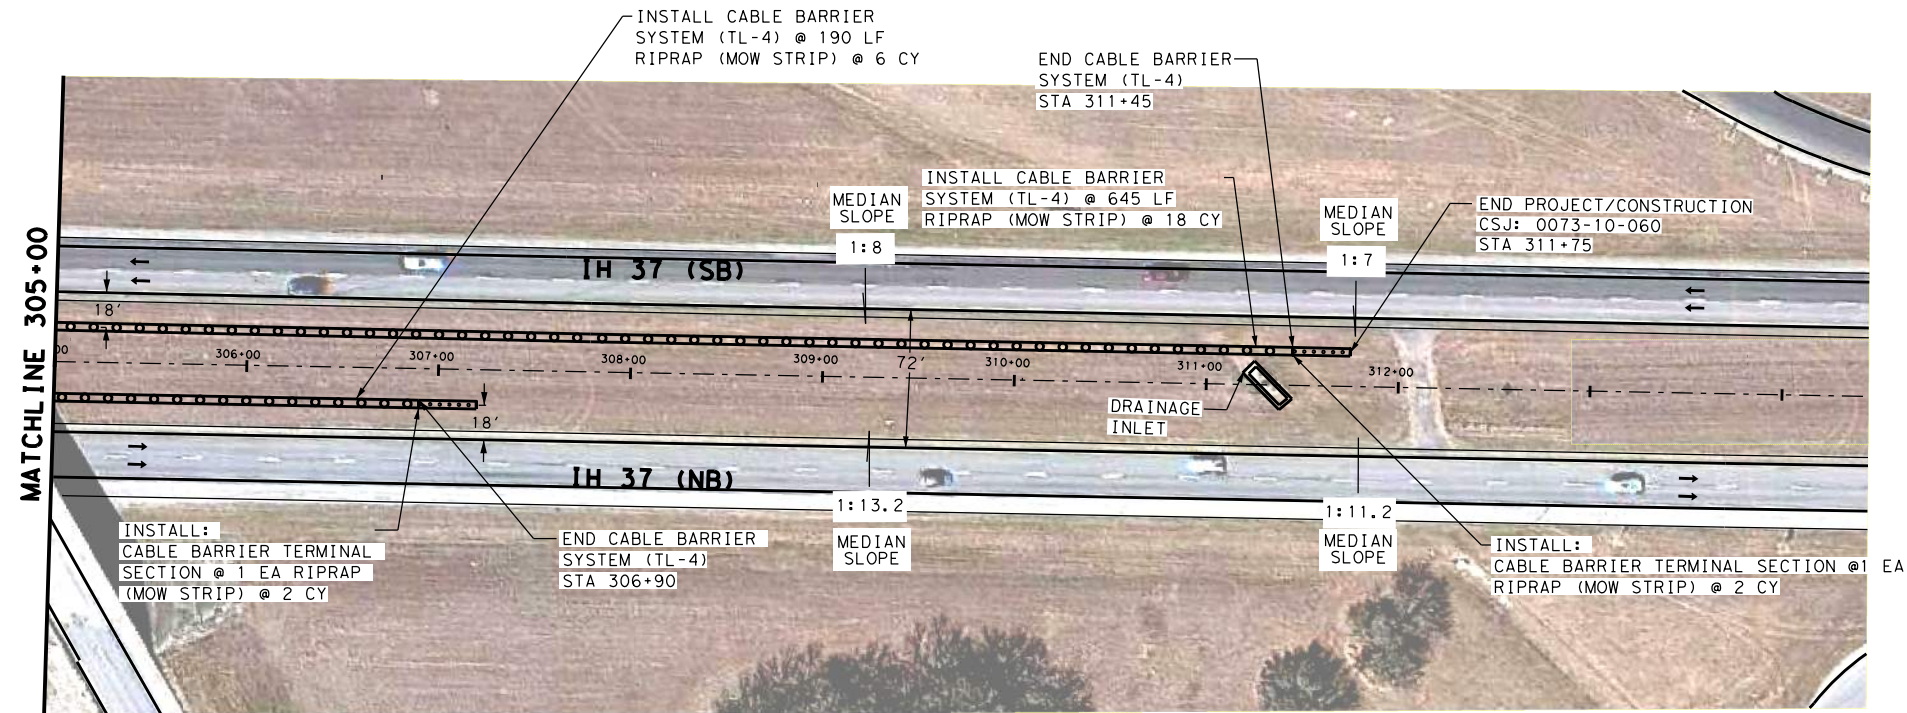 INSTALL CABLE BARRIER
SYSTEM (TL-4) @ 190 LF
RIPRAP (MOW STRIP) @ 6 CY
END CABLE BARRIER
SYSTEM (TL-4)
STA 311+45
INSTALL CABLE BARRIER
SYSTEM (TL-4) @ 645 LF
RIPRAP (MOW STRIP) @ 18 CY
MEDIAN
SLOPE
1:8
MEDIAN
SLOPE
1:7
END PROJECT/CONSTRUCTION
CSJ: 0073-10-060
STA 311+75
MATCHLINE 305+00
IH 37 (SB)
18'
00
306+00
307+00
308+00
309+00
72'
310+00
311+00
312+00
18'
DRAINAGE
INLET
IH 37 (NB)
1:13.2
MEDIAN
SLOPE
1:11.2
MEDIAN
SLOPE
INSTALL:
CABLE BARRIER TERMINAL
SECTION @ 1 EA RIPRAP
(MOW STRIP) @ 2 CY
END CABLE BARRIER
SYSTEM (TL-4)
STA 306+90
INSTALL:
CABLE BARRIER TERMINAL SECTION @1 EA
RIPRAP (MOW STRIP) @ 2 CY